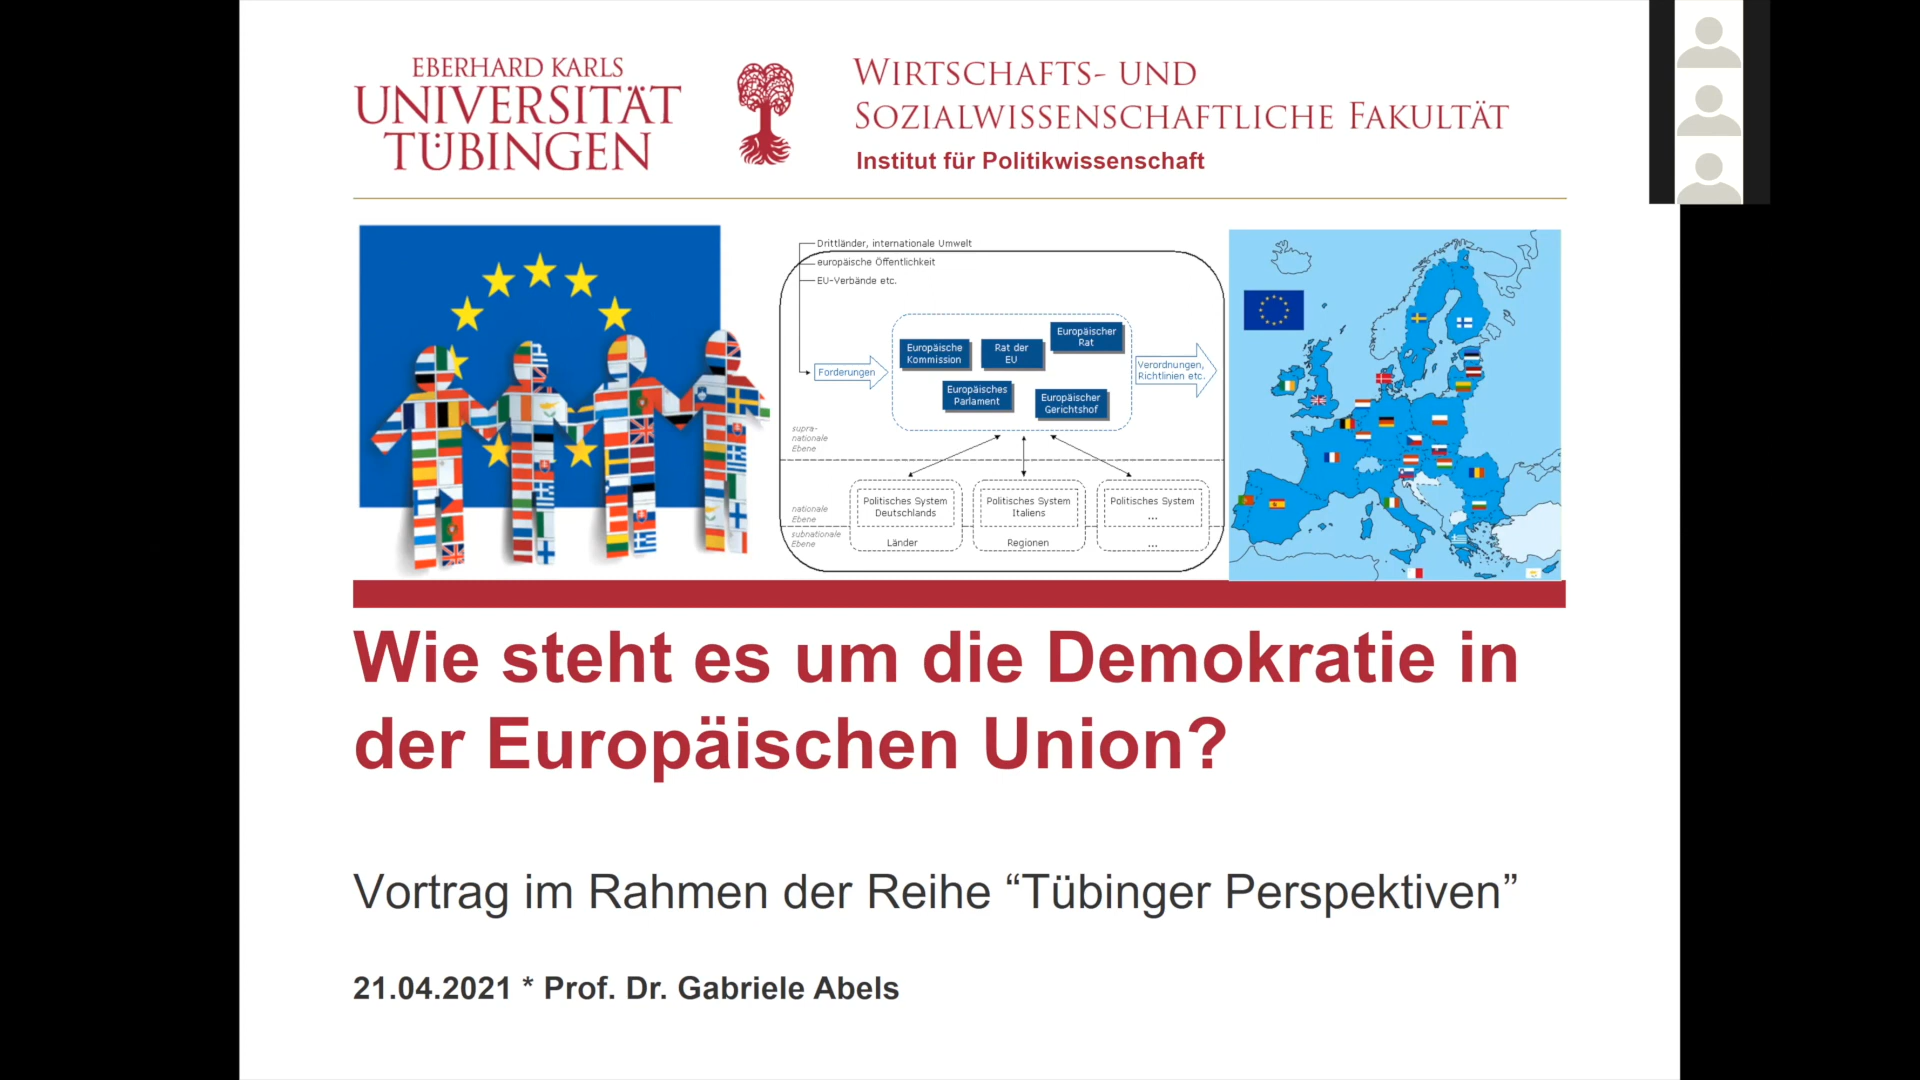 EBERHARD KARLS
UNIVERSITÄT
TÜBINGEN
WIRTSCHAFTS- UND
SOZIALWISSENSCHAFTLICHE FAKULTÄT
Institut für Politikwissenschaft
Drittländer, internationale Umwelt
europäische Öffentlichkeit
EU-Verbände etc.
Forderungen
Europäische
Kommission
Rat der
EU
Europäischer
Rat
Europäisches
Parlament
Europäischer
Gerichtshof
Verordnungen,
Richtlinien etc.
supra-
nationale
Ebene
nationale
Ebene
subnationale
Ebene
Politisches System
Deutschlands
Politisches System
Italiens
Politisches System
...
Länder
Regionen
...
Wie steht es um die Demokratie in
der Europäischen Union?
Vortrag im Rahmen der Reihe “Tübinger Perspektiven”
21.04.2021 * Prof. Dr. Gabriele Abels